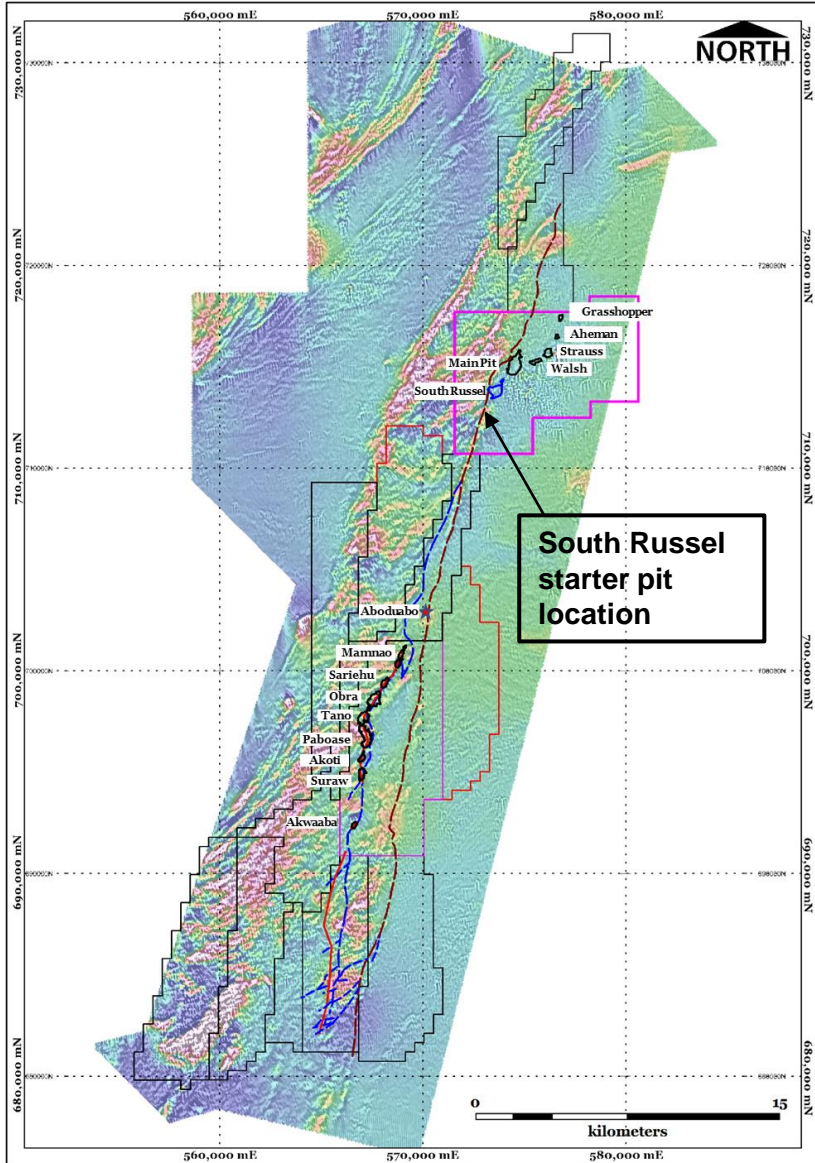 560,000 mE
570,000 mE
580,000 mE
NORTH
730,000 mN
730,000 mN
720,000 mN
720,000 mN
Grasshopper
Aheman
Strauss
Main Pit
Walsh
South Russel
710,000 mN
710,000 mN
South Russel
starter pit
location
Aboduabo
Mamnao
700,000 mN
700,000 mN
Sariehu
Obra
Tano
Paboase
Akoti
Suraw
Akwaaba
690,000 mN
690,000 mN
680,000 mN
680,000 mN
0
15
kilometers
560,000 mE
570,000 mE
580,000 mE